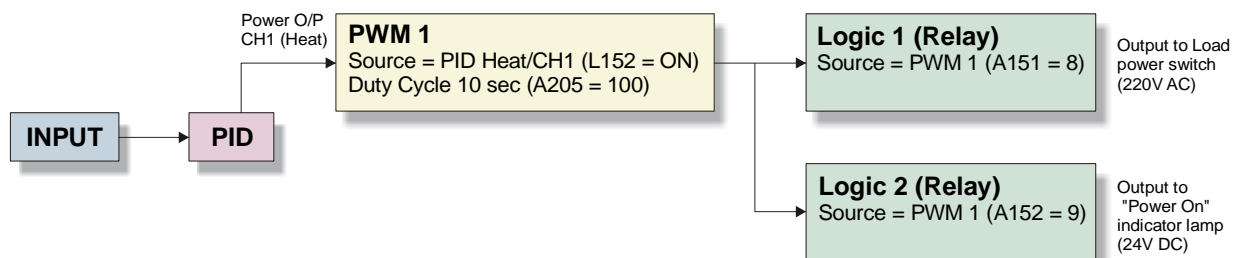 Power O/P
CH1 (Heat)
PWM 1
Source = PID Heat/CH1 (L152 = ON)
Duty Cycle 10 sec (A205 = 100)
Logic 1 (Relay)
Source = PWM 1 (A151 = 8)
Output to Load
power switch
(220V AC)
INPUT
PID
Logic 2 (Relay)
Source = PWM 1 (A152 = 9)
Output to
"Power On"
indicator lamp
(24V DC)